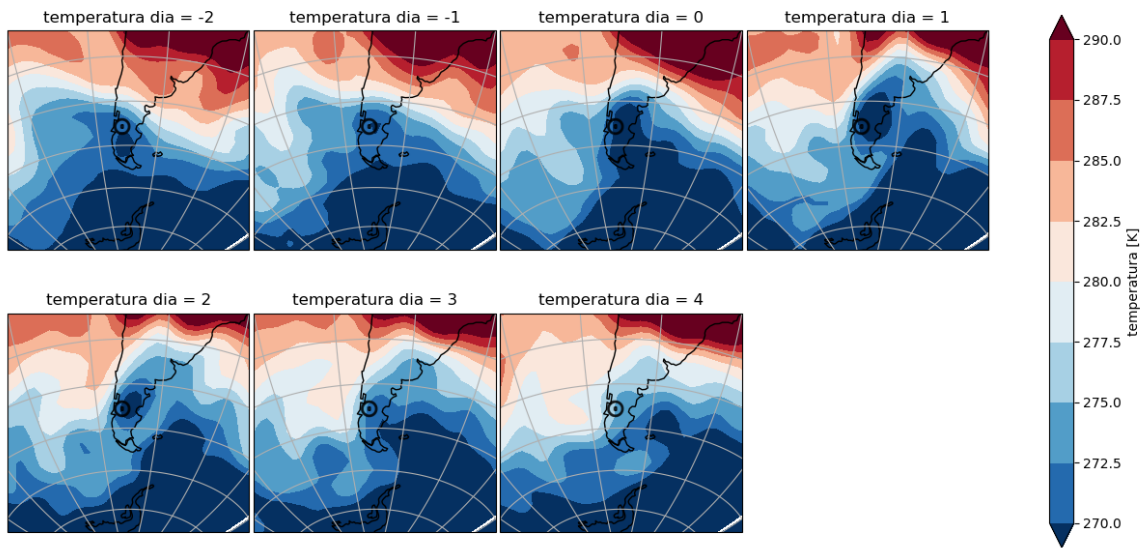 temperatura dia = -2
temperatura dia = -1
temperatura dia = 0
temperatura dia = 1
temperatura dia = 2
temperatura dia = 3
temperatura dia = 4
290.0
287.5
285.0
282.5
280.0
277.5
275.0
272.5
270.0
temperatura [K]